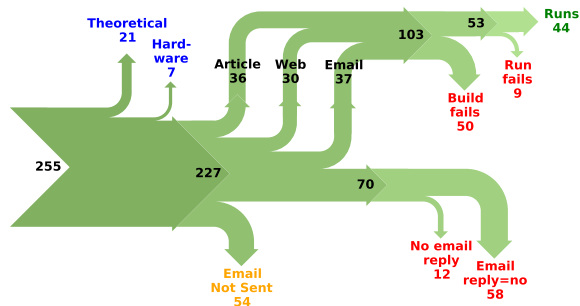 Theoretical
21
Hard-
ware
7
Article
36
Web
30
Email
37
103
53
Runs
44
Run
fails
9
Build
fails
50
255
227
70
Email
Not Sent
54
No email
reply
12
Email
reply=no
58